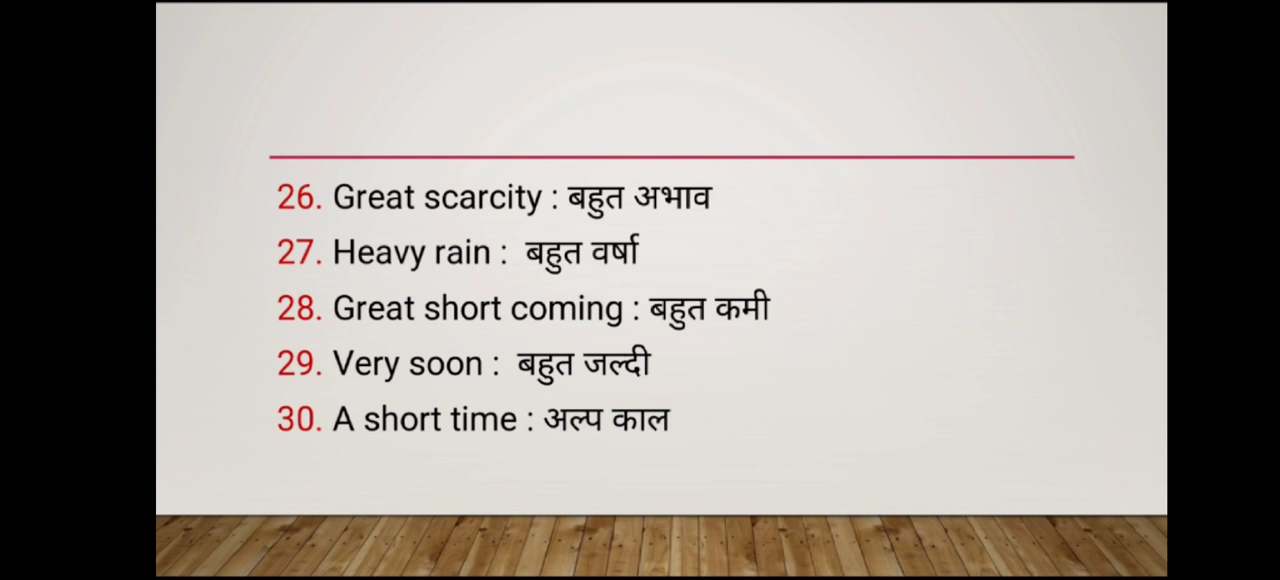 26. Great scarcity : बहुत अभाव
27. Heavy rain : बहुत वर्षा
28. Great short coming : बहुत कमी
29. Very soon : बहुत जल्दी
30. A short time : अल्प काल